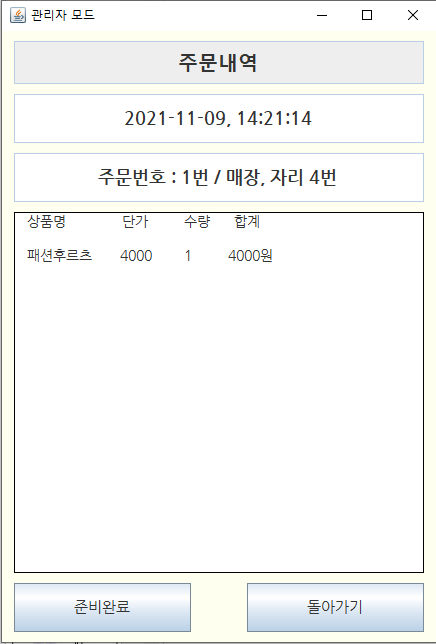 관리자 모드
주문내역
2021-11-09, 14:21:14
주문번호 : 1번 / 매장, 자리 4번
상품명 단가 수량 합계
패션후르츠 4000 1 4000원
준비완료 돌아가기